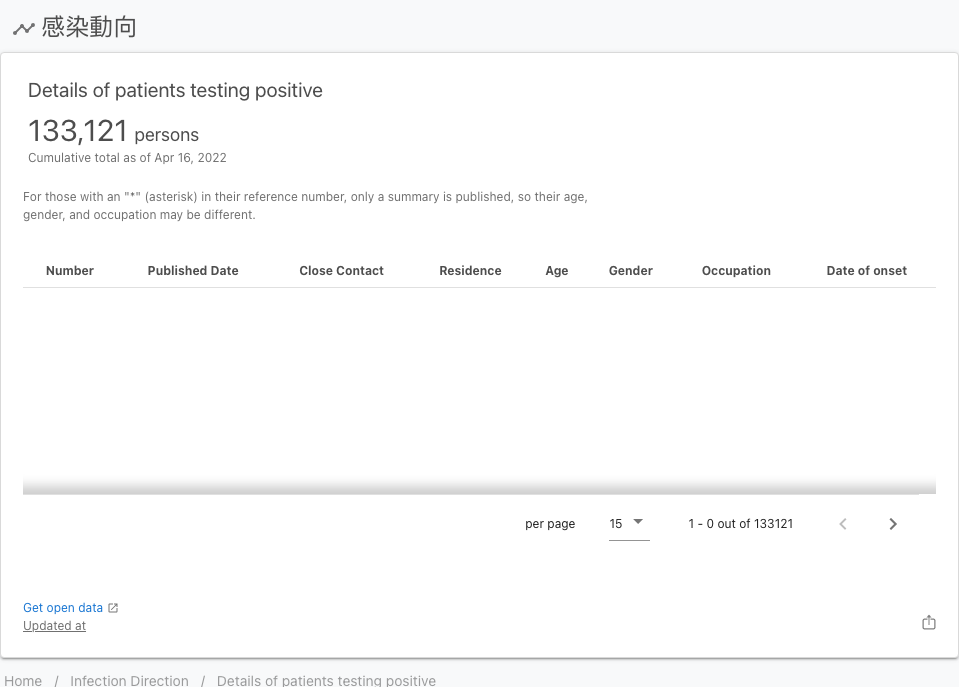 感染動向
Details of patients testing positive
133,121 persons
Cumulative total as of Apr 16, 2022
For those with an "*" (asterisk) in their reference number, only a summary is published, so their age,
gender, and occupation may be different.
Number Published Date Close Contact Residence Age Gender Occupation Date of onset
per page 15 1 - 0 out of 133121
Get open data
Updated at
Home / Infection Direction / Details of patients testing positive